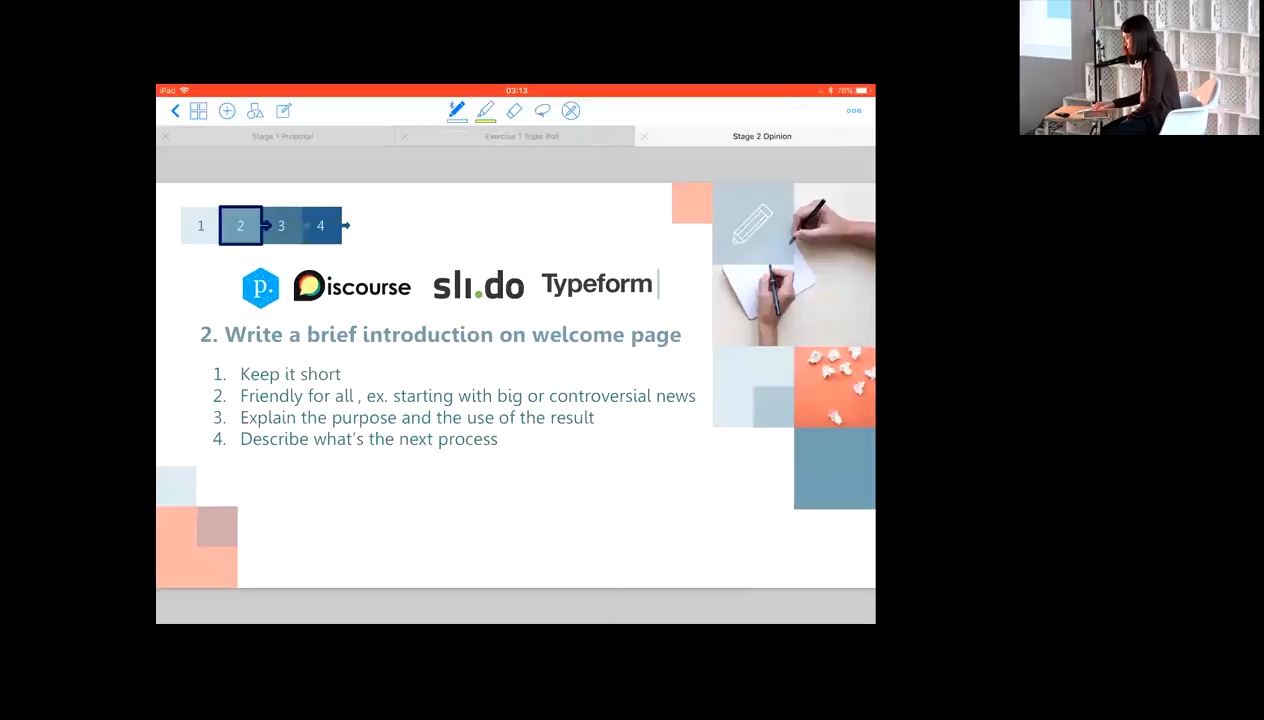 iPad 03:13 76%
Stage 1 Proposal Exercise 1 Topic Roll Stage 2 Opinion
1 2 3 4
p. Discourse sli.do Typeform
2. Write a brief introduction on welcome page
1. Keep it short
2. Friendly for all , ex. starting with big or controversial news
3. Explain the purpose and the use of the result
4. Describe what's the next process